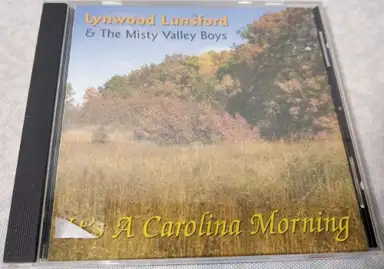 Lynwood Lunsford
& The Misty Valley Boys
It's A Carolina Morning